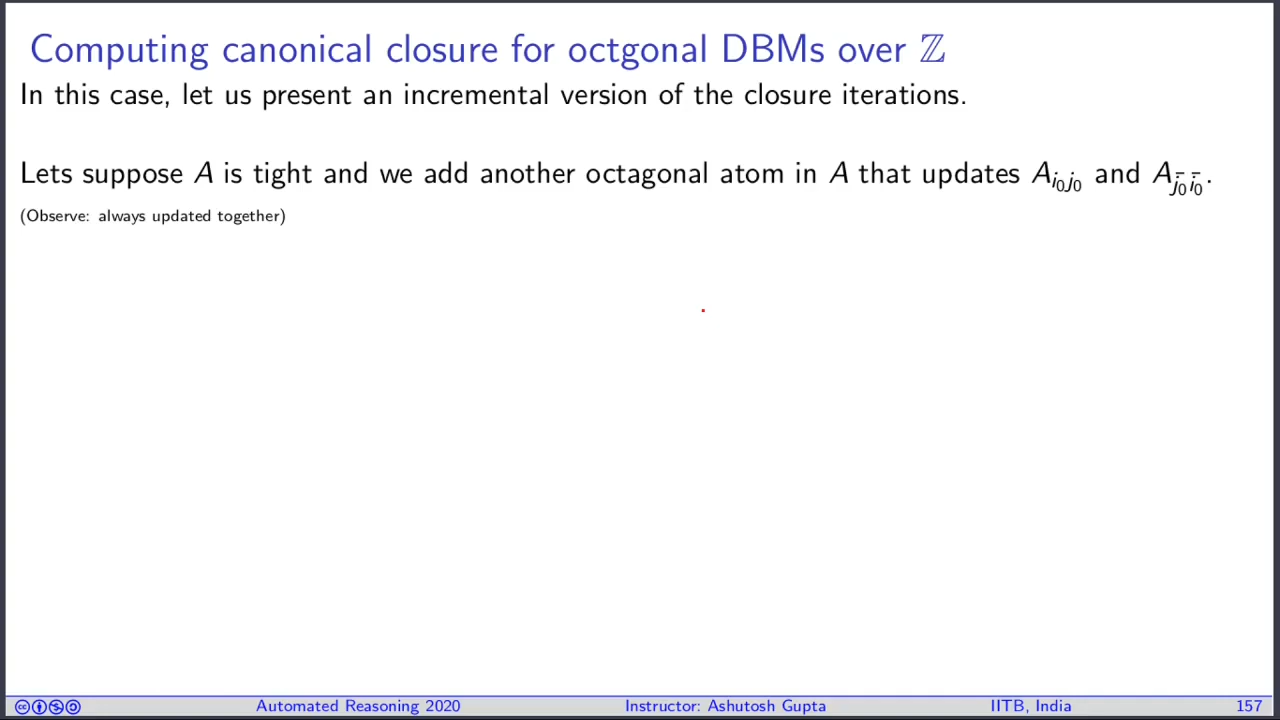 Computing canonical closure for octgonal DBMs over ℤ
In this case, let us present an incremental version of the closure iterations.
Lets suppose A is tight and we add another octagonal atom in A that updates A_{i₀j₀} and A_{j̄₀ī₀}.
(Observe: always updated together)
Automated Reasoning 2020 Instructor: Ashutosh Gupta IITB, India 157